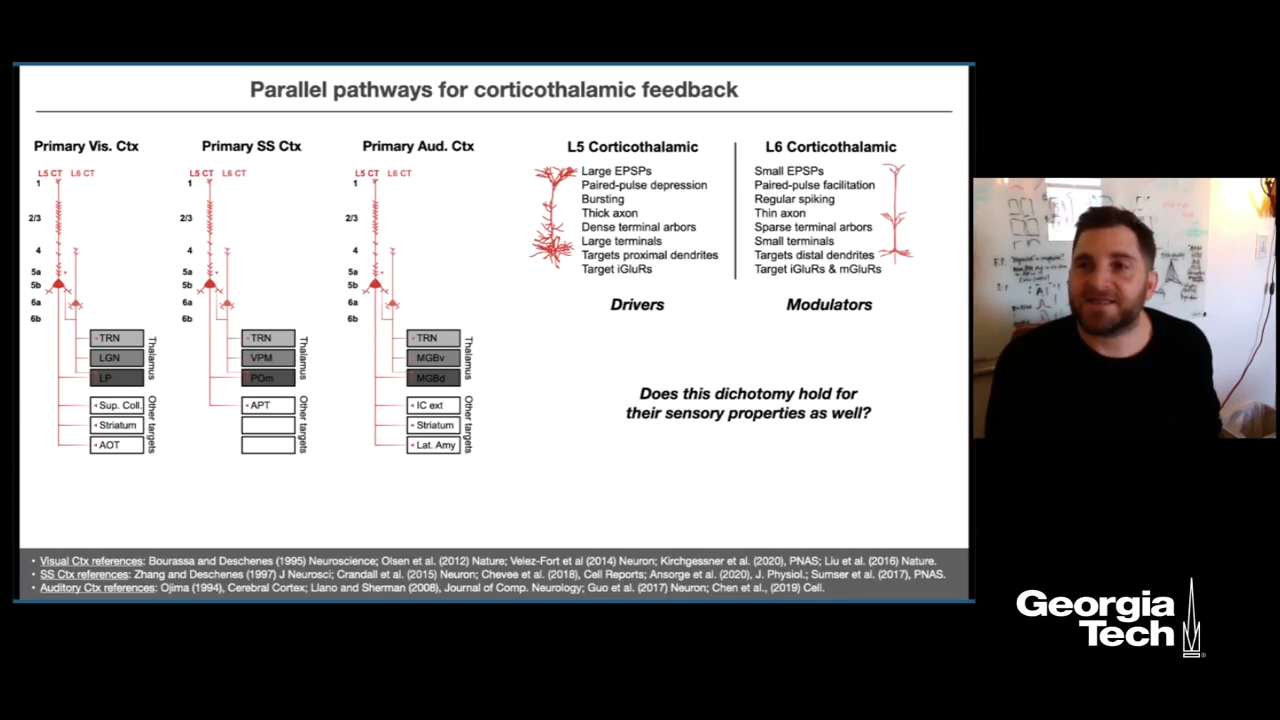 Parallel pathways for corticothalamic feedback
Primary Vis. Ctx
L5 CT L6 CT
1
2/3
4
5a
5b
6a
6b
TRN
LGN
LP
Thalamus
Sup. Coll.
Striatum
AOT
Other targets
Primary SS Ctx
L5 CT L6 CT
1
2/3
4
5a
5b
6a
6b
TRN
VPM
POm
Thalamus
APT
Other targets
Primary Aud. Ctx
L5 CT L6 CT
1
2/3
4
5a
5b
6a
6b
TRN
MGBv
MGBd
Thalamus
IC ext
Striatum
Lat. Amy
Other targets
L5 Corticothalamic
Large EPSPs
Paired-pulse depression
Bursting
Thick axon
Dense terminal arbors
Large terminals
Targets proximal dendrites
Target iGluRs
Drivers
L6 Corticothalamic
Small EPSPs
Paired-pulse facilitation
Regular spiking
Thin axon
Sparse terminal arbors
Small terminals
Targets distal dendrites
Target iGluRs & mGluRs
Modulators
Does this dichotomy hold for
their sensory properties as well?
• Visual Ctx references: Bourassa and Deschenes (1995) Neuroscience; Olsen et al. (2012) Nature; Velez-Fort et al (2014) Neuron; Kirchgessner et al. (2020), PNAS; Liu et al. (2016) Nature.
• SS Ctx references: Zhang and Deschenes (1997) J Neurosci; Crandall et al. (2015) Neuron; Chevee et al. (2018), Cell Reports; Ansorge et al. (2020), J. Physiol.; Sumser et al. (2017), PNAS.
• Auditory Ctx references: Ojima (1994), Cerebral Cortex; Llano and Sherman (2008), Journal of Comp. Neurology; Guo et al. (2017) Neuron; Chen et al., (2019) Cell.
Georgia
Tech